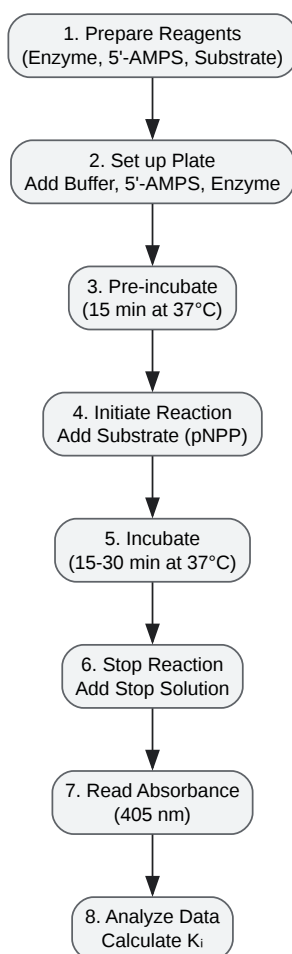 1. Prepare Reagents
(Enzyme, 5'-AMPS, Substrate)
2. Set up Plate
Add Buffer, 5'-AMPS, Enzyme
3. Pre-incubate
(15 min at 37°C)
4. Initiate Reaction
Add Substrate (pNPP)
5. Incubate
(15-30 min at 37°C)
6. Stop Reaction
Add Stop Solution
7. Read Absorbance
(405 nm)
8. Analyze Data
Calculate Kᵢ